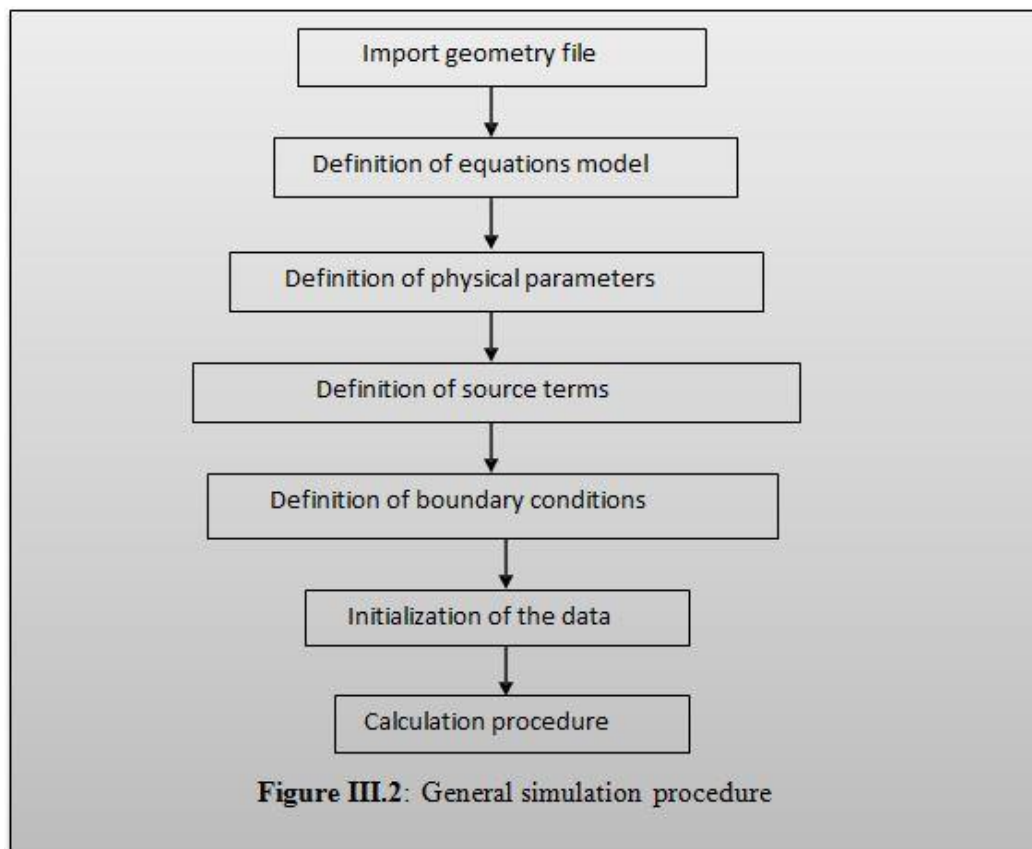 Import geometry file
Definition of equations model
Definition of physical parameters
Definition of source terms
Definition of boundary conditions
Initialization of the data
Calculation procedure
Figure III.2: General simulation procedure